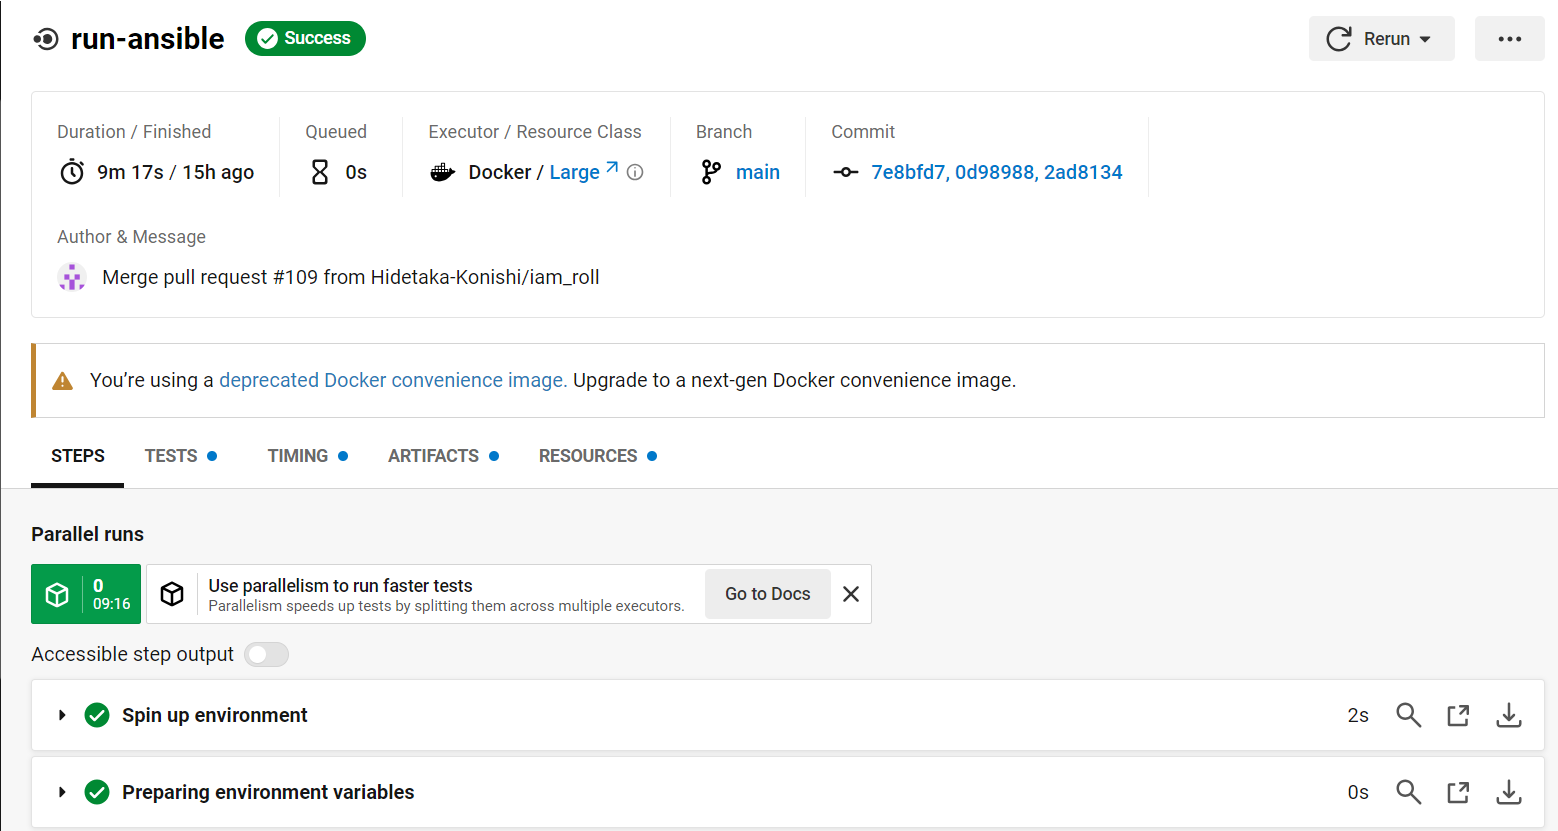 run-ansible Success Rerun
Duration / Finished Queued Executor / Resource Class Branch Commit
9m 17s / 15h ago 0s Docker / Large main 7e8bfd7, 0d98988, 2ad8134
Author & Message
Merge pull request #109 from Hidetaka-Konishi/iam_roll
You’re using a deprecated Docker convenience image. Upgrade to a next-gen Docker convenience image.
STEPS TESTS TIMING ARTIFACTS RESOURCES
Parallel runs
0
09:16
Use parallelism to run faster tests
Parallelism speeds up tests by splitting them across multiple executors.
Go to Docs
Accessible step output
Spin up environment 2s
Preparing environment variables 0s